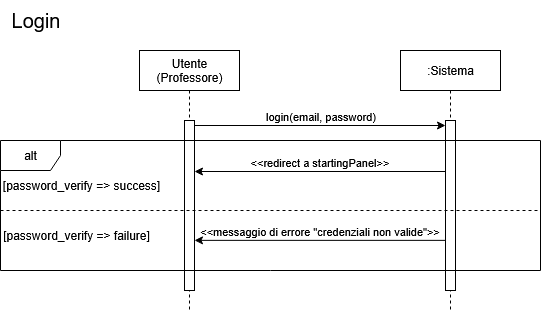 Login
Utente
(Professore)
:Sistema
login(email, password)
alt
<<redirect a startingPanel>>
[password_verify => success]
[password_verify => failure]
<<messaggio di errore "credenziali non valide">>